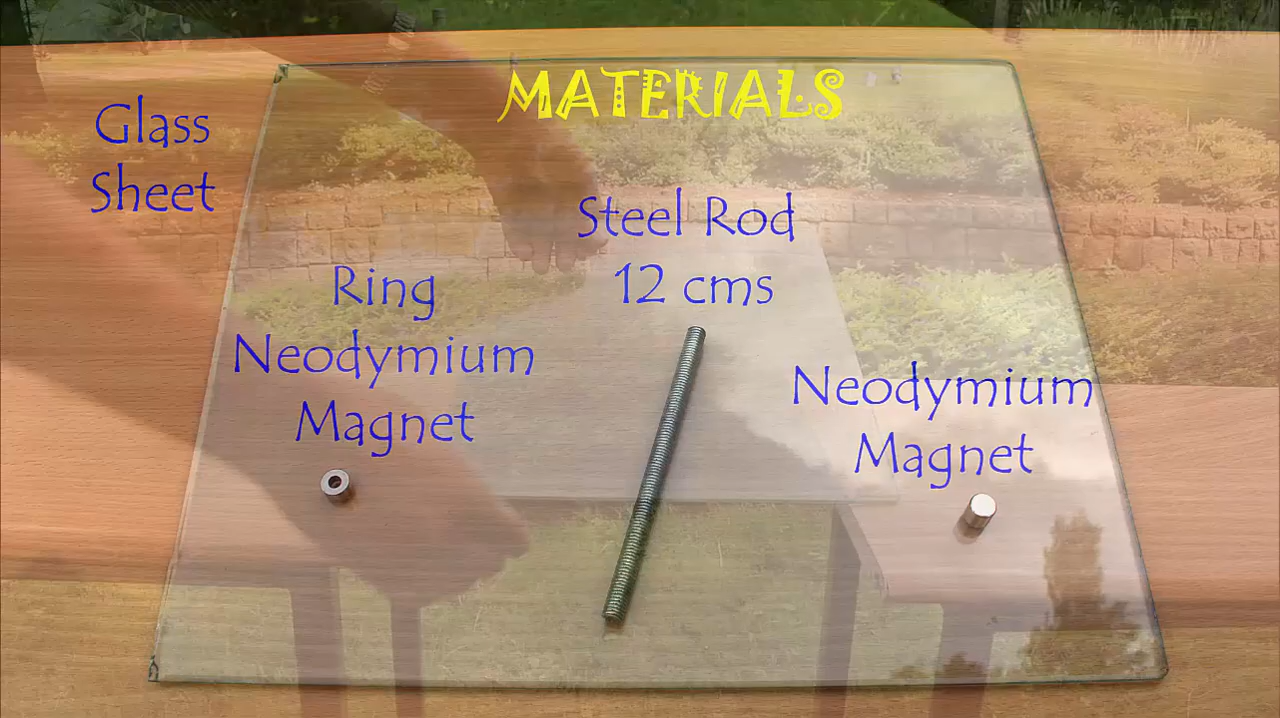 MATERIALS
Glass
Sheet
Steel Rod
12 cms
Ring
Neodymium
Magnet
Neodymium
Magnet